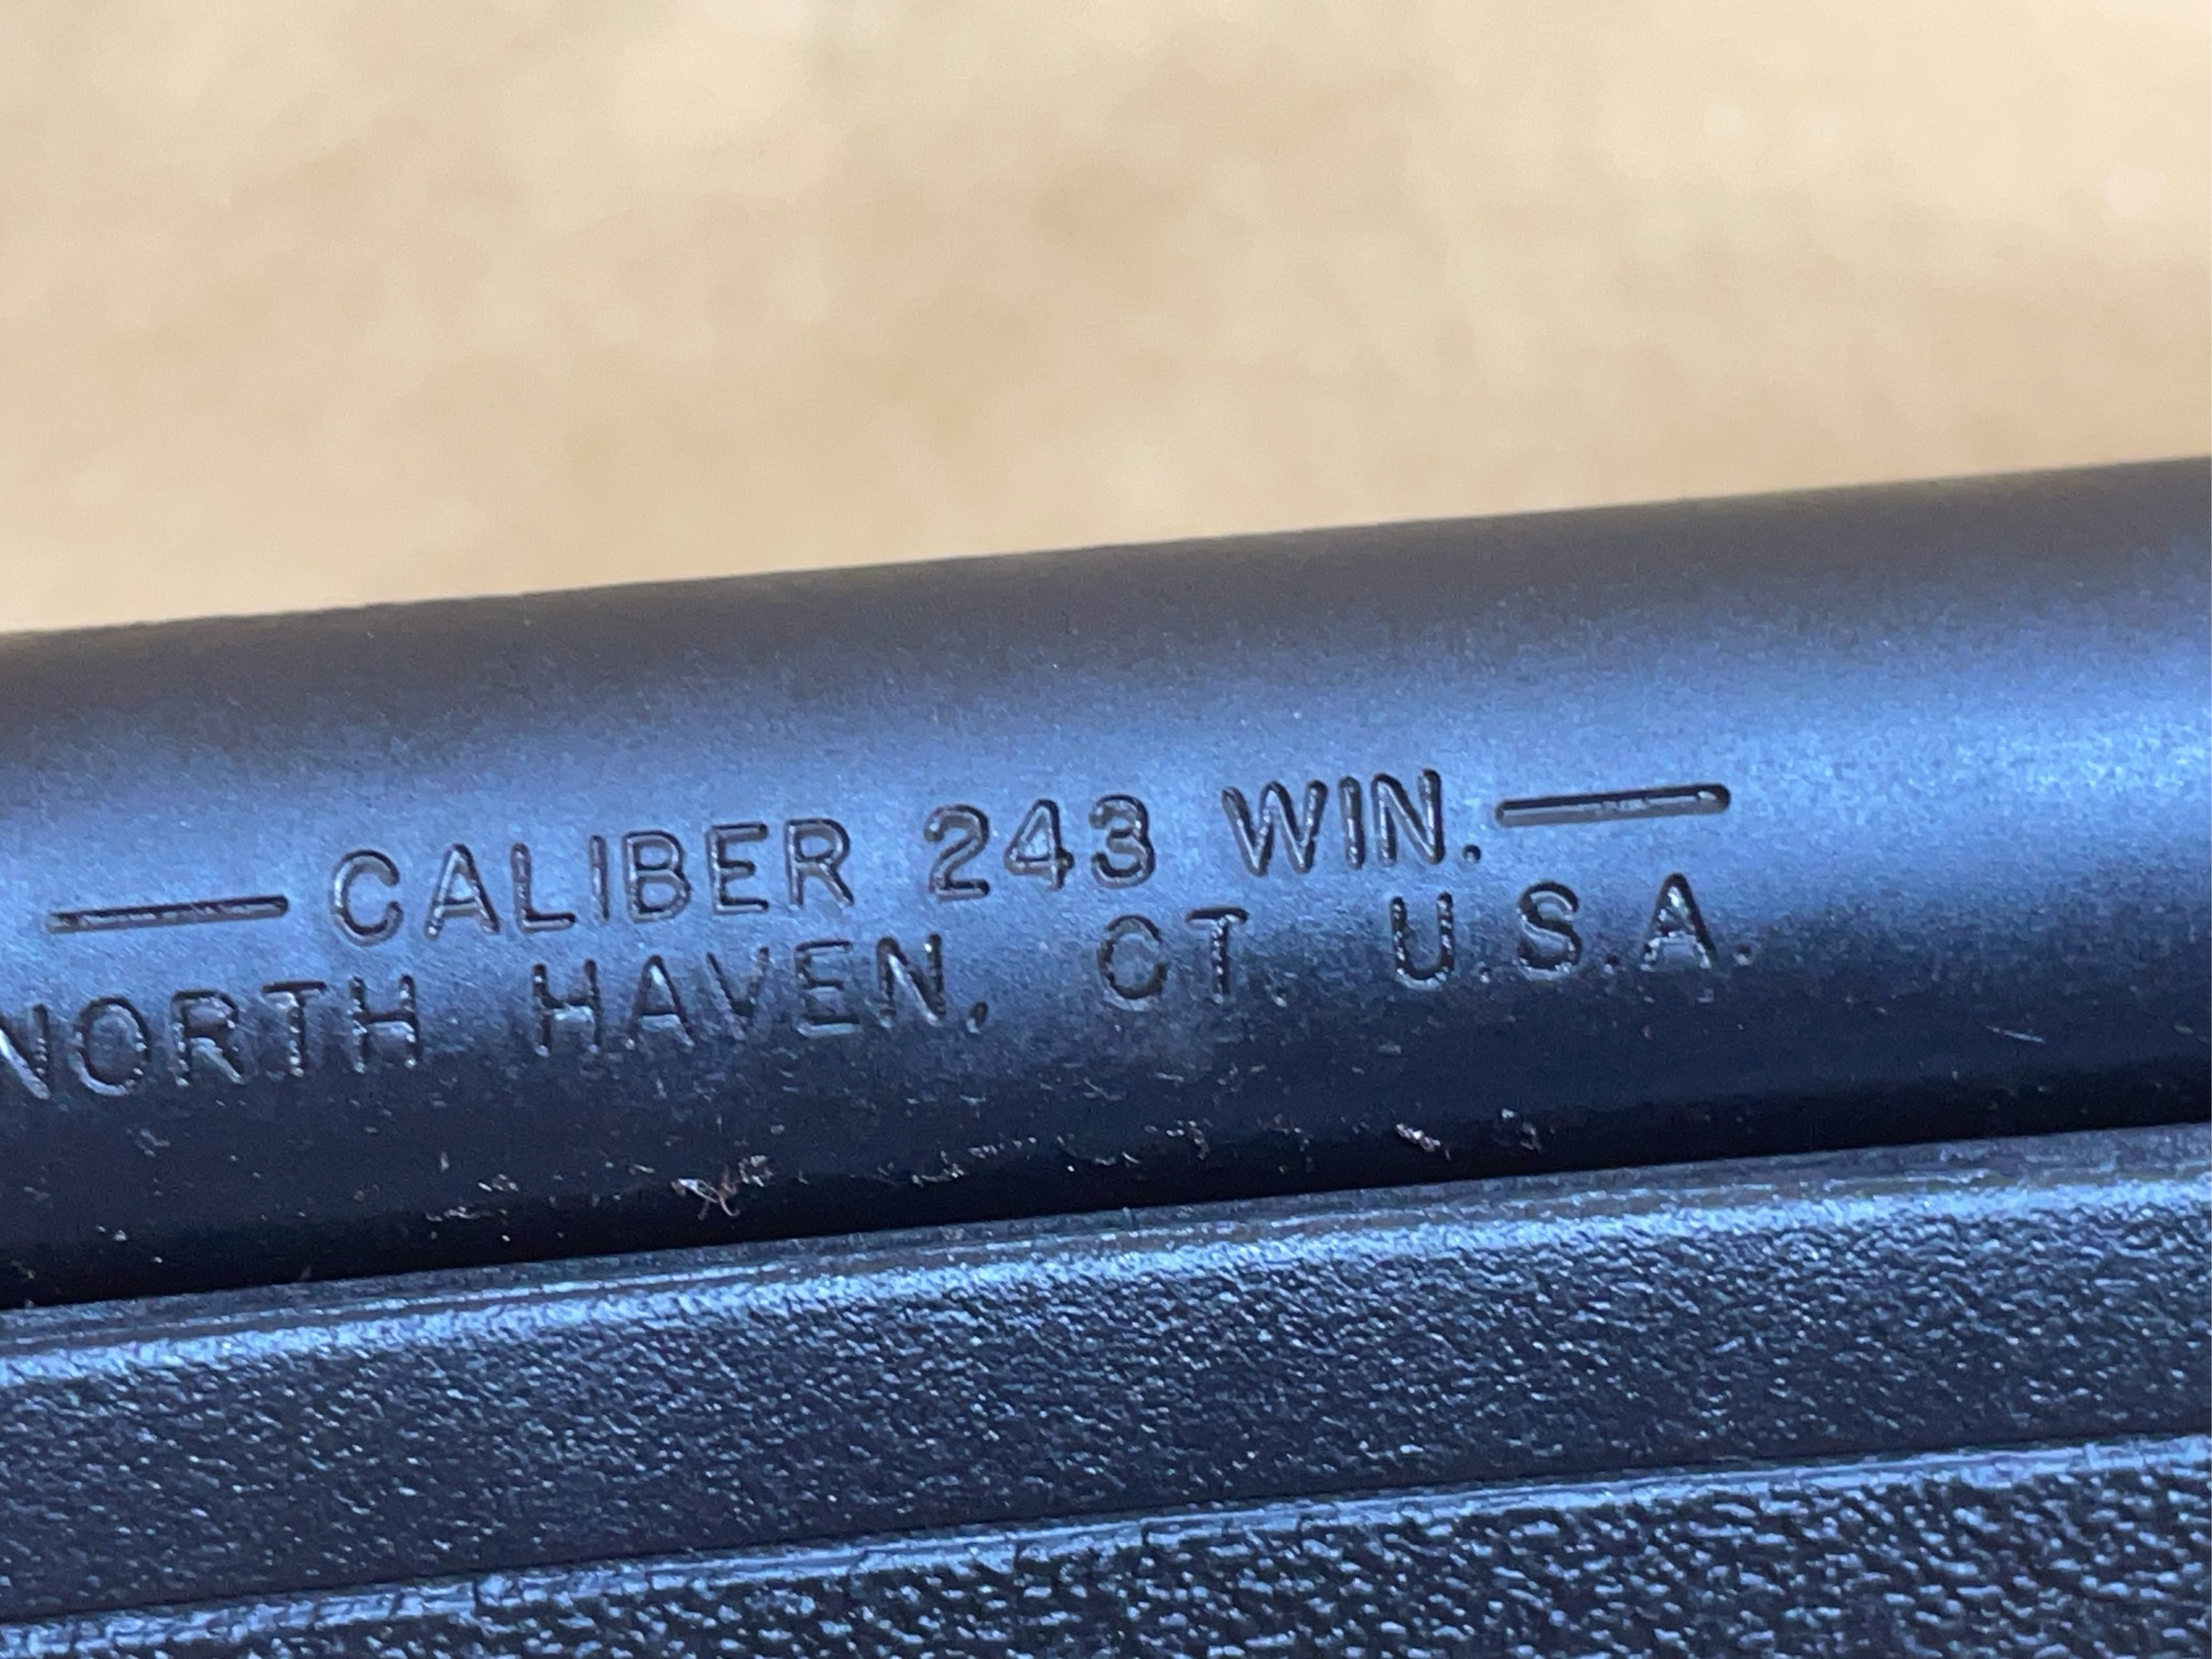 — CALIBER 243 WIN. —
NORTH HAVEN, CT. U.S.A.